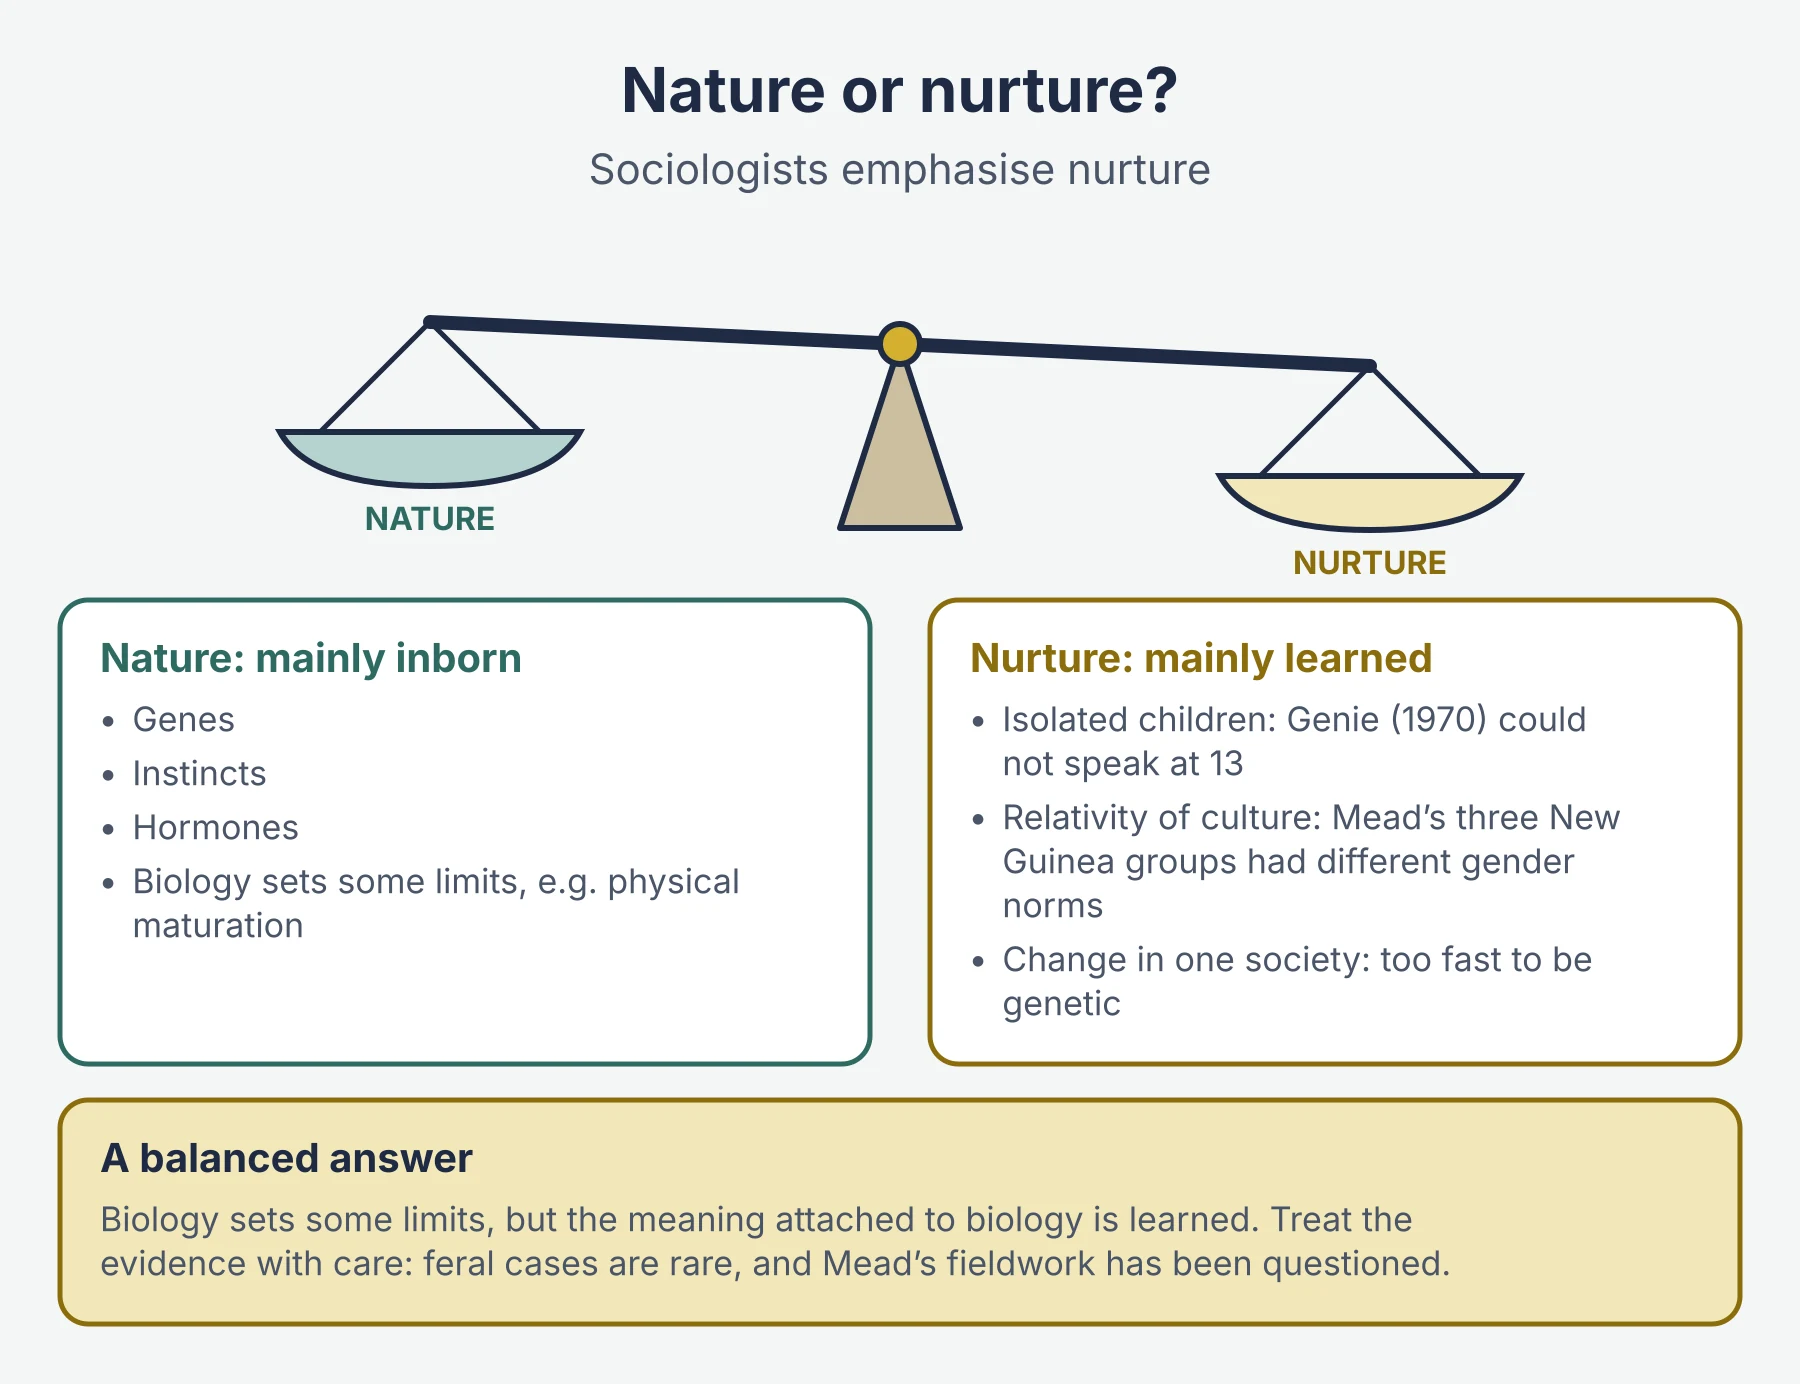 Nature or nurture?
Sociologists emphasise nurture
NATURE
NURTURE
Nature: mainly inborn
• Genes
• Instincts
• Hormones
• Biology sets some limits, e.g. physical
maturation
Nurture: mainly learned
• Isolated children: Genie (1970) could
not speak at 13
• Relativity of culture: Mead’s three New
Guinea groups had different gender
norms
• Change in one society: too fast to be
genetic
A balanced answer
Biology sets some limits, but the meaning attached to biology is learned. Treat the
evidence with care: feral cases are rare, and Mead’s fieldwork has been questioned.